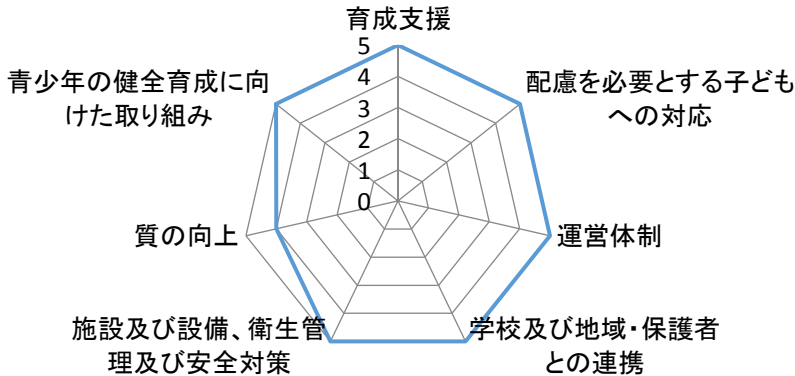 育成支援
5
4
3
2
1
0
配慮を必要とする子ども
への対応
運営体制
学校及び地域・保護者
との連携
施設及び設備、衛生管
理及び安全対策
質の向上
青少年の健全育成に向
けた取り組み